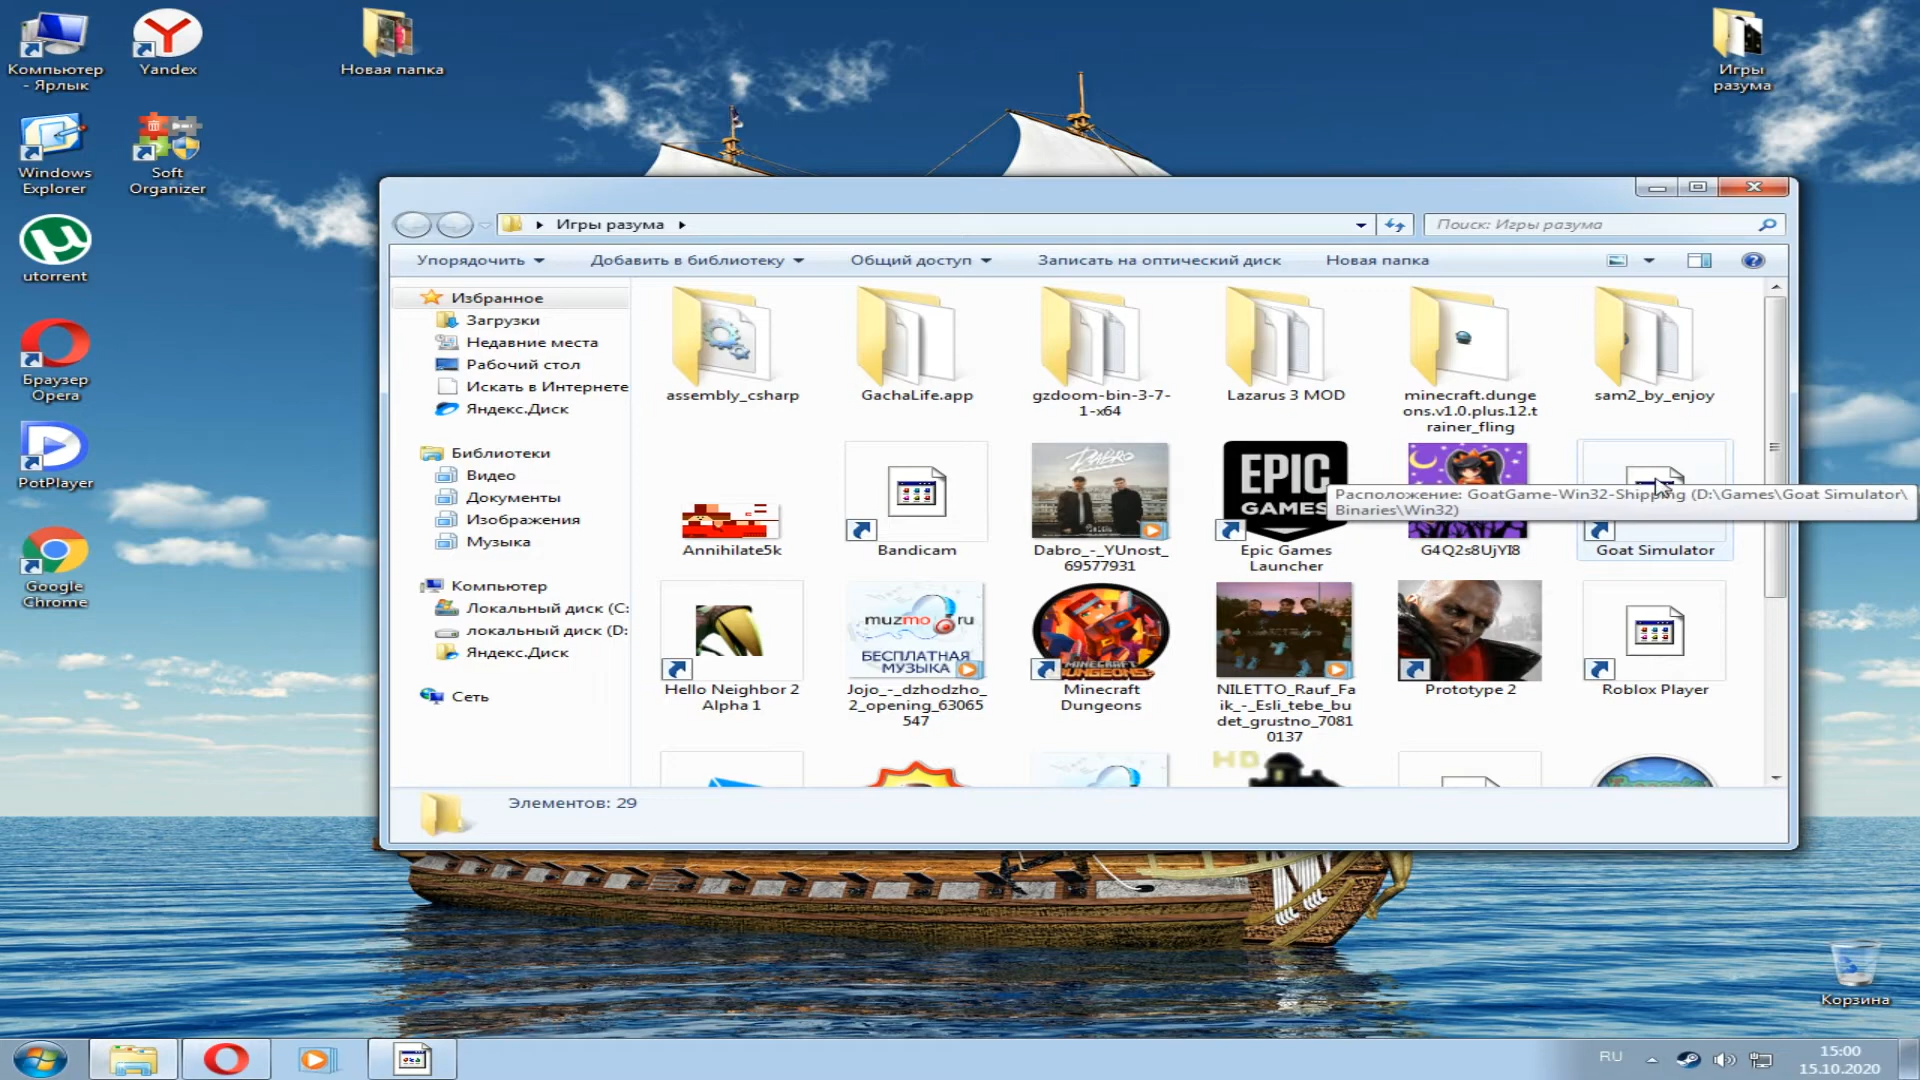 Компьютер
- Ярлык
Yandex
Новая папка
Игры
разума
Windows
Explorer
Soft
Organizer
utorrent
Браузер
Opera
PotPlayer
Google
Chrome
Игры разума
Поиск: Игры разума
Упорядочить
Добавить в библиотеку
Общий доступ
Записать на оптический диск
Новая папка
Избранное
Загрузки
Недавние места
Рабочий стол
Искать в Интернете
Яндекс.Диск
Библиотеки
Видео
Документы
Изображения
Музыка
Компьютер
Локальный диск (C:
локальный диск (D:
Яндекс.Диск
Сеть
assembly_csharp
GachaLife.app
gzdoom-bin-3-7-
1-x64
Lazarus 3 MOD
minecraft.dunge
ons.v1.0.plus.12.t
rainer_fling
sam2_by_enjoy
DABRO
EPIC
GAMES
Расположение: GoatGame-Win32-Shipping (D:\Games\Goat Simulator\
Binaries\Win32)
Annihilate5k
Bandicam
Dabro_-_YUnost_
69577931
Epic Games
Launcher
G4Q2s8UjYI8
Goat Simulator
muzmo.ru
БЕСПЛАТНАЯ
МУЗЫКА
MINECRAFT
DUNGEONS
Hello Neighbor 2
Alpha 1
Jojo_-_dzhodzho_
2_opening_63065
547
Minecraft
Dungeons
NILETTO_Rauf_Fa
ik_-_Esli_tebe_bu
det_grustno_7081
0137
Prototype 2
Roblox Player
HD
Элементов: 29
Корзина
RU
15:00
15.10.2020